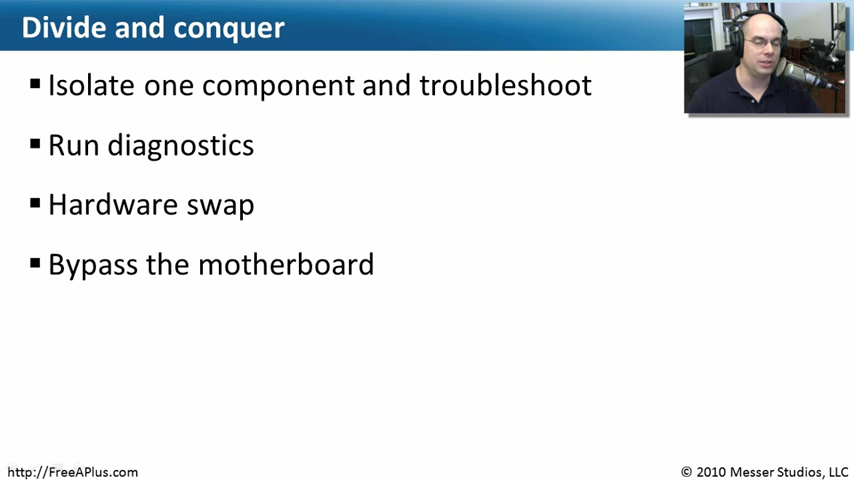 Divide and conquer
▪ Isolate one component and troubleshoot
▪ Run diagnostics
▪ Hardware swap
▪ Bypass the motherboard
http://FreeAPlus.com
© 2010 Messer Studios, LLC